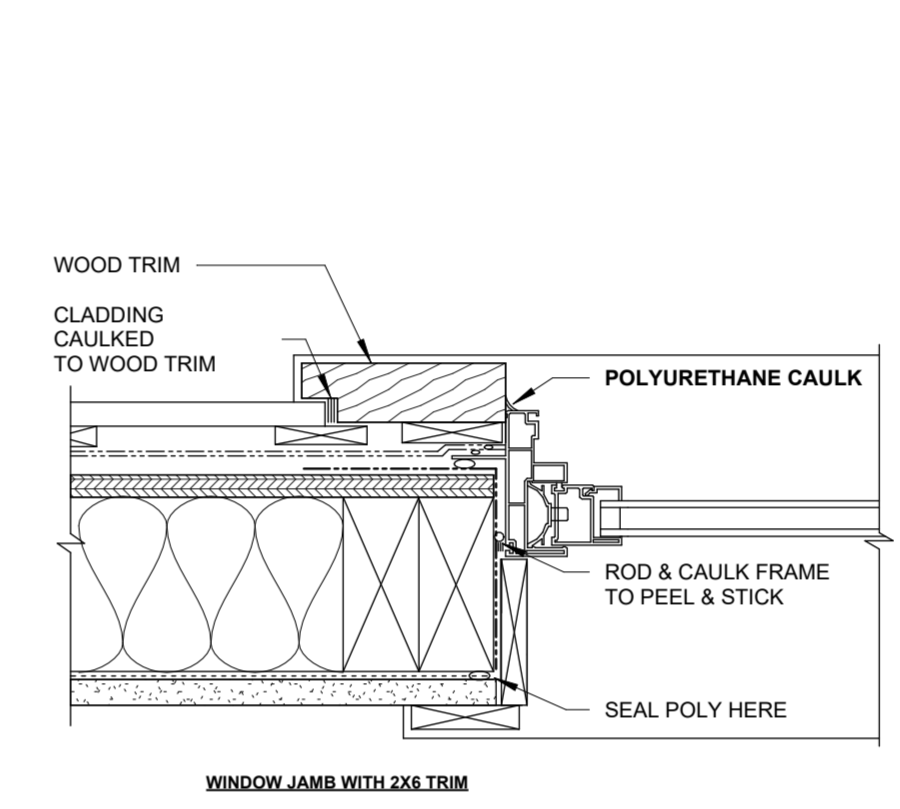 WOOD TRIM
CLADDING
CAULKED
TO WOOD TRIM
POLYURETHANE CAULK
ROD & CAULK FRAME
TO PEEL & STICK
SEAL POLY HERE
WINDOW JAMB WITH 2X6 TRIM